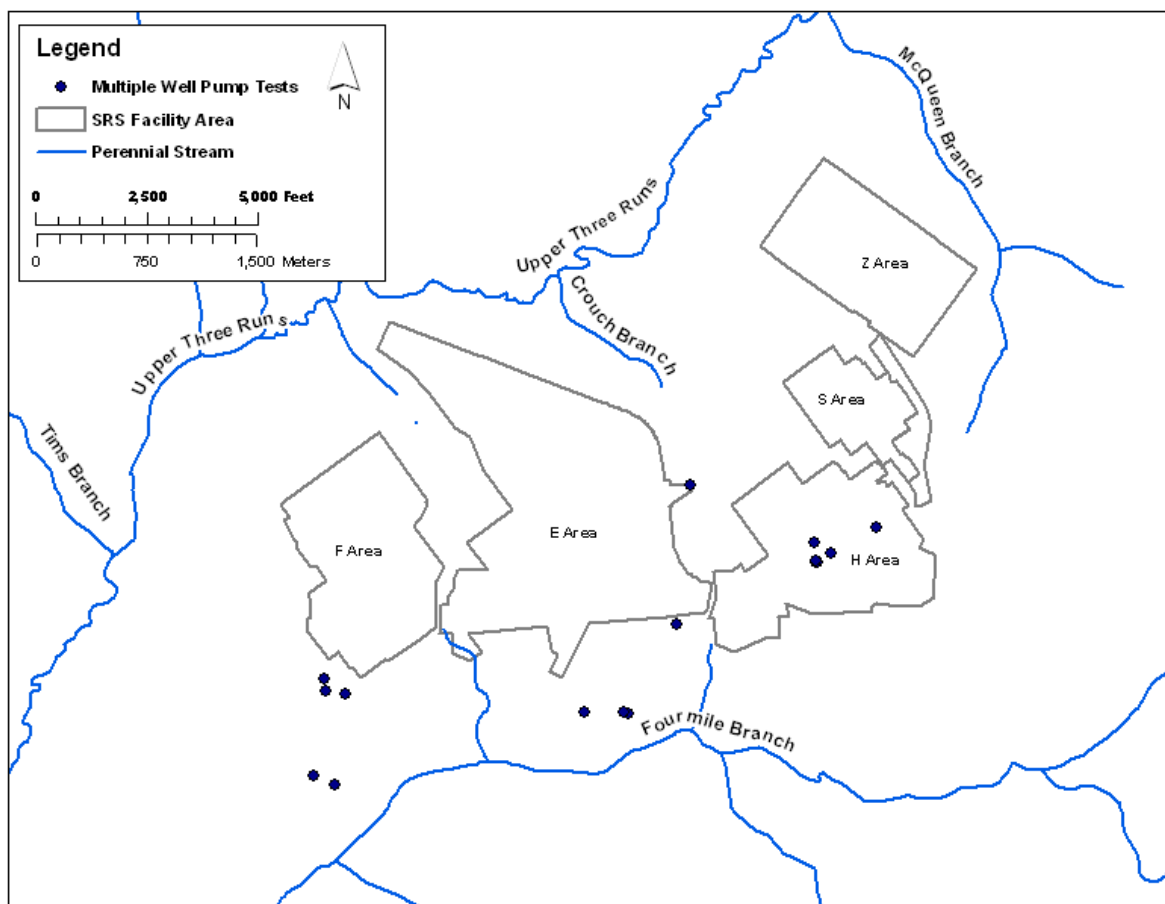 Legend
Multiple Well Pump Tests
N
SRS Facility Area
Perennial Stream
0 2,500 5,000 Feet
0 750 1,500 Meters
McQueen Branch
Upper Three Runs
Z Area
Crouch Branch
Upper Three Runs
S Area
Tims Branch
E Area
F Area
H Area
Fourmile Branch